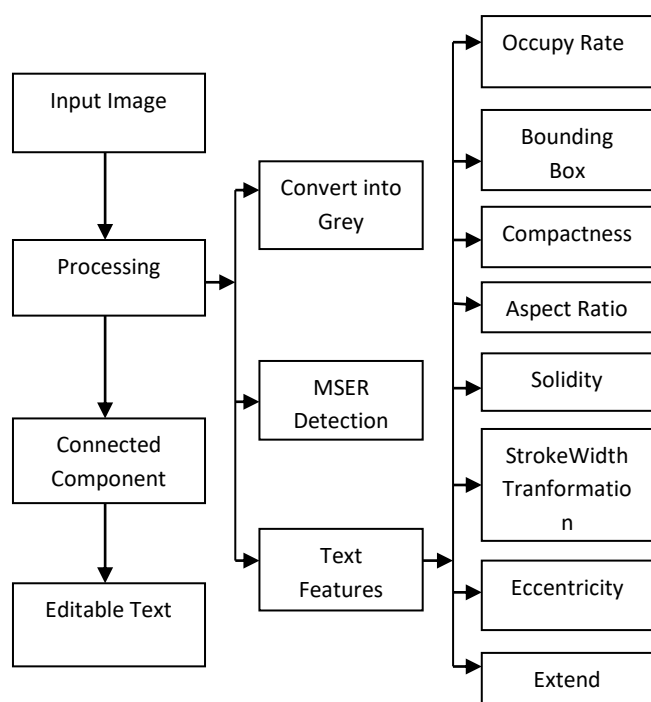 Input Image
Processing
Connected
Component
Editable Text
Convert into
Grey
MSER
Detection
Text
Features
Occupy Rate
Bounding
Box
Compactness
Aspect Ratio
Solidity
StrokeWidth
Tranformatio
n
Eccentricity
Extend